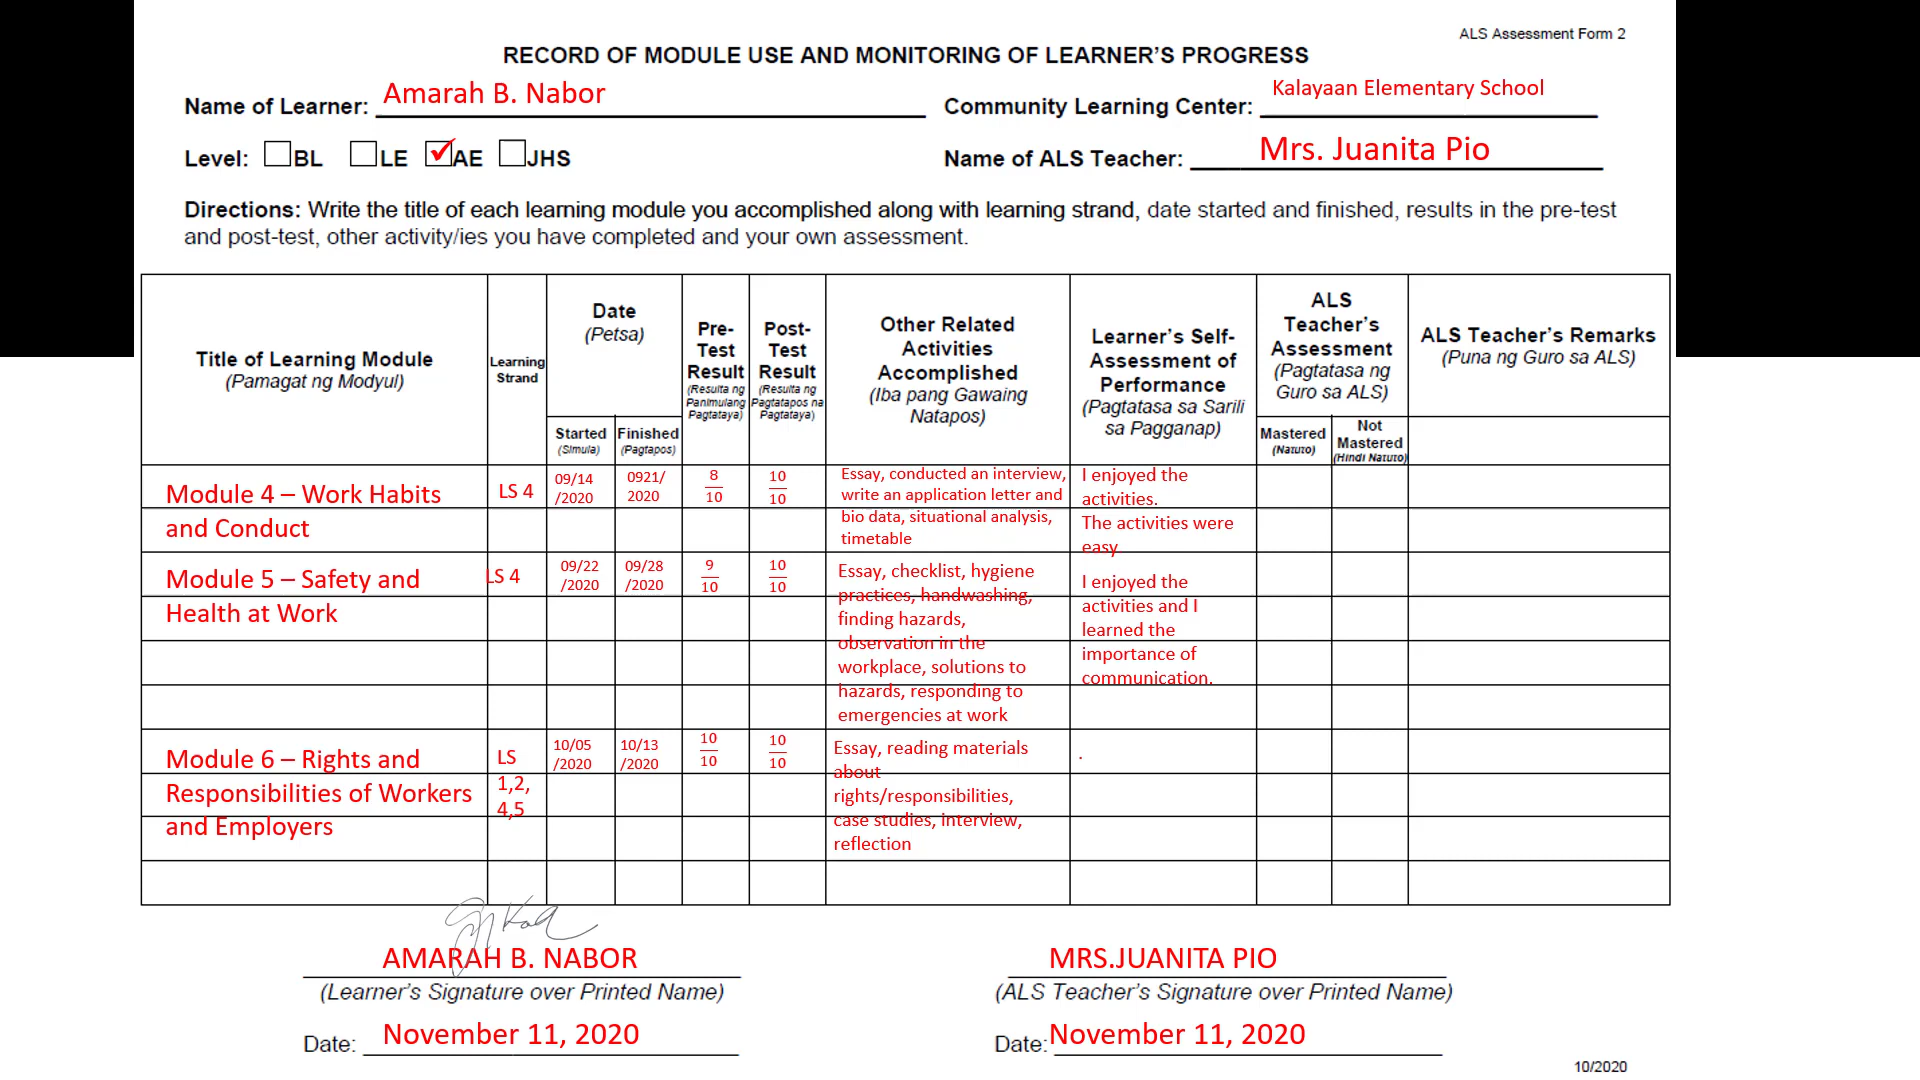 ALS Assessment Form 2
RECORD OF MODULE USE AND MONITORING OF LEARNER'S PROGRESS
Name of Learner: Amarah B. Nabor
Community Learning Center: Kalayaan Elementary School
Level: BL LE ✓ AE JHS
Name of ALS Teacher: Mrs. Juanita Pio
Directions: Write the title of each learning module you accomplished along with learning strand, date started and finished, results in the pre-test
and post-test, other activity/ies you have completed and your own assessment.
Title of Learning Module
(Pamagat ng Modyul)
Learning
Strand
Date
(Petsa)
Started
(Simula)
Finished
(Pagtapos)
Pre-
Test
Result
(Resulta ng
Panimulang
Pagtataya)
Post-
Test
Result
(Resulta ng
Pagtatapos na
Pagtataya)
Other Related
Activities
Accomplished
(Iba pang Gawaing
Natapos)
Learner's Self-
Assessment of
Performance
(Pagtatasa sa Sarili
sa Pagganap)
ALS
Teacher's
Assessment
(Pagtatasa ng
Guro sa ALS)
Mastered
(Natuto)
Not
Mastered
(Hindi Natuto)
ALS Teacher's Remarks
(Puna ng Guro sa ALS)
Module 4 – Work Habits
and Conduct
LS 4
09/14
/2020
0921/
2020
8
10
10
10
Essay, conducted an interview,
write an application letter and
bio data, situational analysis,
timetable
I enjoyed the
activities.
The activities were
easy.
Module 5 – Safety and
Health at Work
LS 4
09/22
/2020
09/28
/2020
9
10
10
10
Essay, checklist, hygiene
practices, handwashing,
finding hazards,
observation in the
workplace, solutions to
hazards, responding to
emergencies at work
I enjoyed the
activities and I
learned the
importance of
communication.
Module 6 – Rights and
Responsibilities of Workers
and Employers
LS
1,2,
4,5
10/05
/2020
10/13
/2020
10
10
10
10
Essay, reading materials
about
rights/responsibilities,
case studies, interview,
reflection
.
AMARAH B. NABOR
(Learner's Signature over Printed Name)
Date: November 11, 2020
MRS.JUANITA PIO
(ALS Teacher's Signature over Printed Name)
Date: November 11, 2020
10/2020